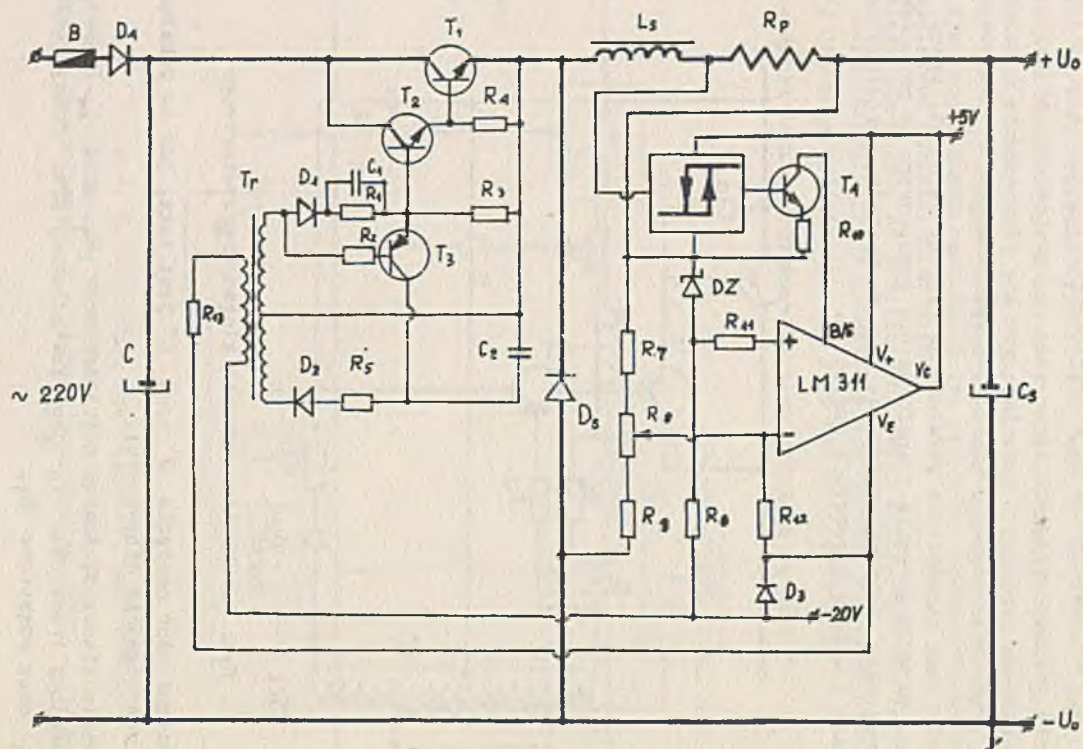 B
D1
T1
Ls
Rp
+U₀
+5V
T2
R4
Tr
D1
C1
R1
R3
R2
T3
T4
R10
DZ
R13
C
~ 220V
D2
R5
C2
D5
R7
R8
R11
+
B/S
V+
Vc
LM 311
-
VE
C5
R9
R6
R12
D3
-20V
-U₀